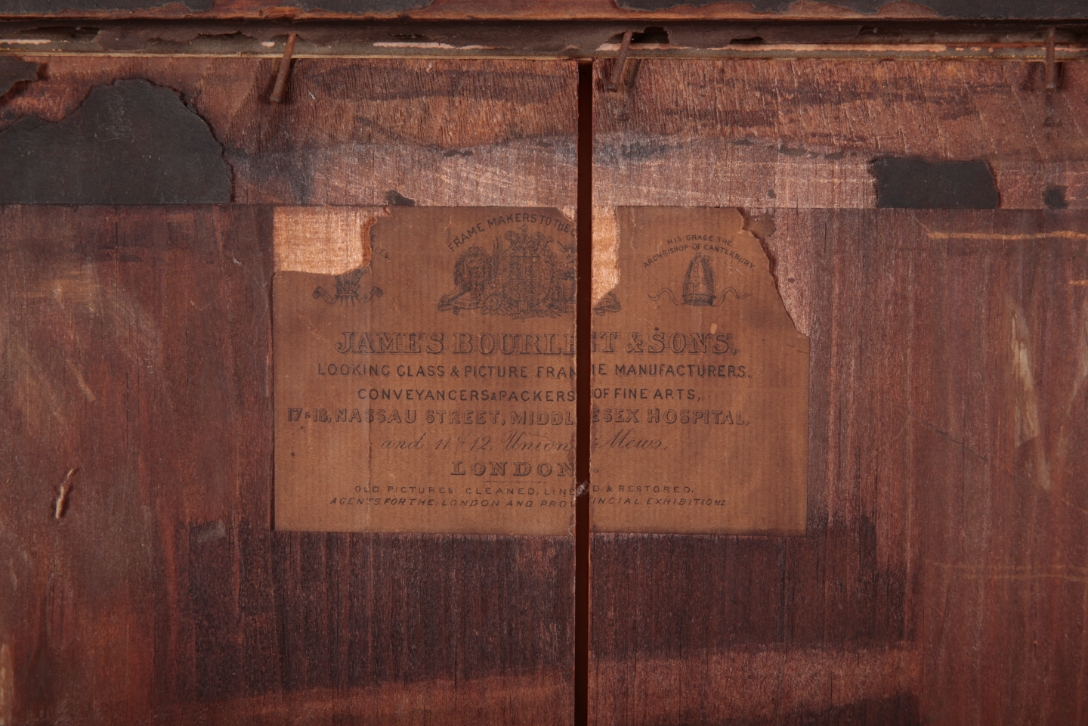 FRAME MAKERS TO
HIS GRACE THE
ARCHBISHOP OF CANTERBURY.
JAMES BOURLET & SONS,
LOOKING GLASS & PICTURE FRAME MANUFACTURERS.
CONVEYANCERS & PACKERS OF FINE ARTS,
17 & 18, NASSAU STREET, MIDDLESEX HOSPITAL,
and 11 & 12, Union Mews,
LONDON
OLD PICTURES CLEANED, LINED & RESTORED.
AGENTS FOR THE LONDON AND PROVINCIAL EXHIBITIONS